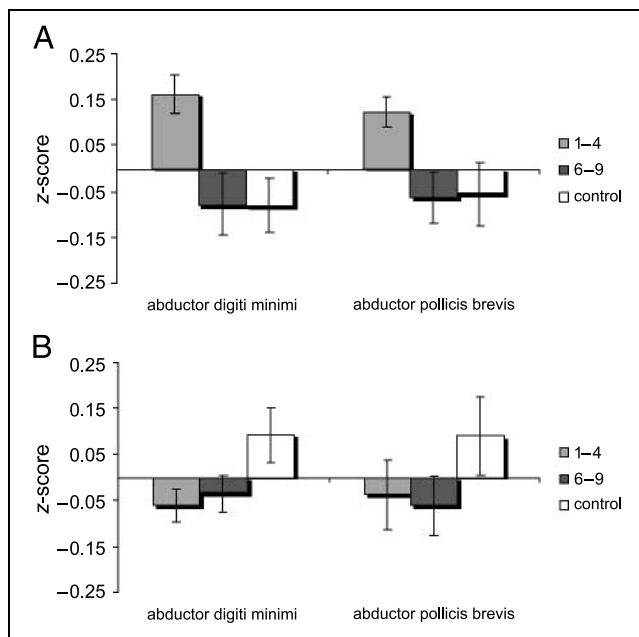 A
0.25
0.15
0.05
−0.05
−0.15
−0.25
z-score
abductor digiti minimi abductor pollicis brevis
1–4
6–9
control
B
0.25
0.15
0.05
−0.05
−0.15
−0.25
z-score
abductor digiti minimi abductor pollicis brevis
1–4
6–9
control